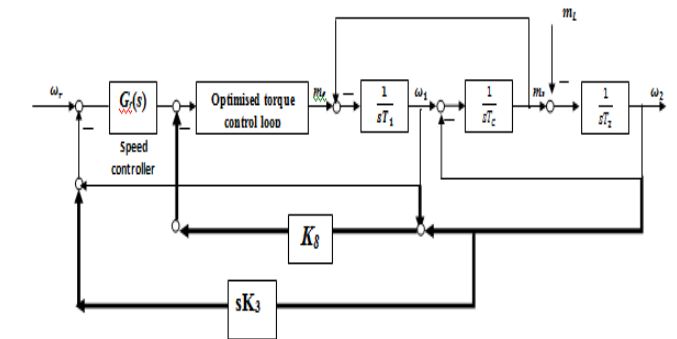 m_L
ω_r
G_r(s)
Optimised torque
control loop
m_e
1
sT_1
ω_1
1
sT_c
m_s
1
sT_2
ω_2
Speed
controller
K_8
sK_3